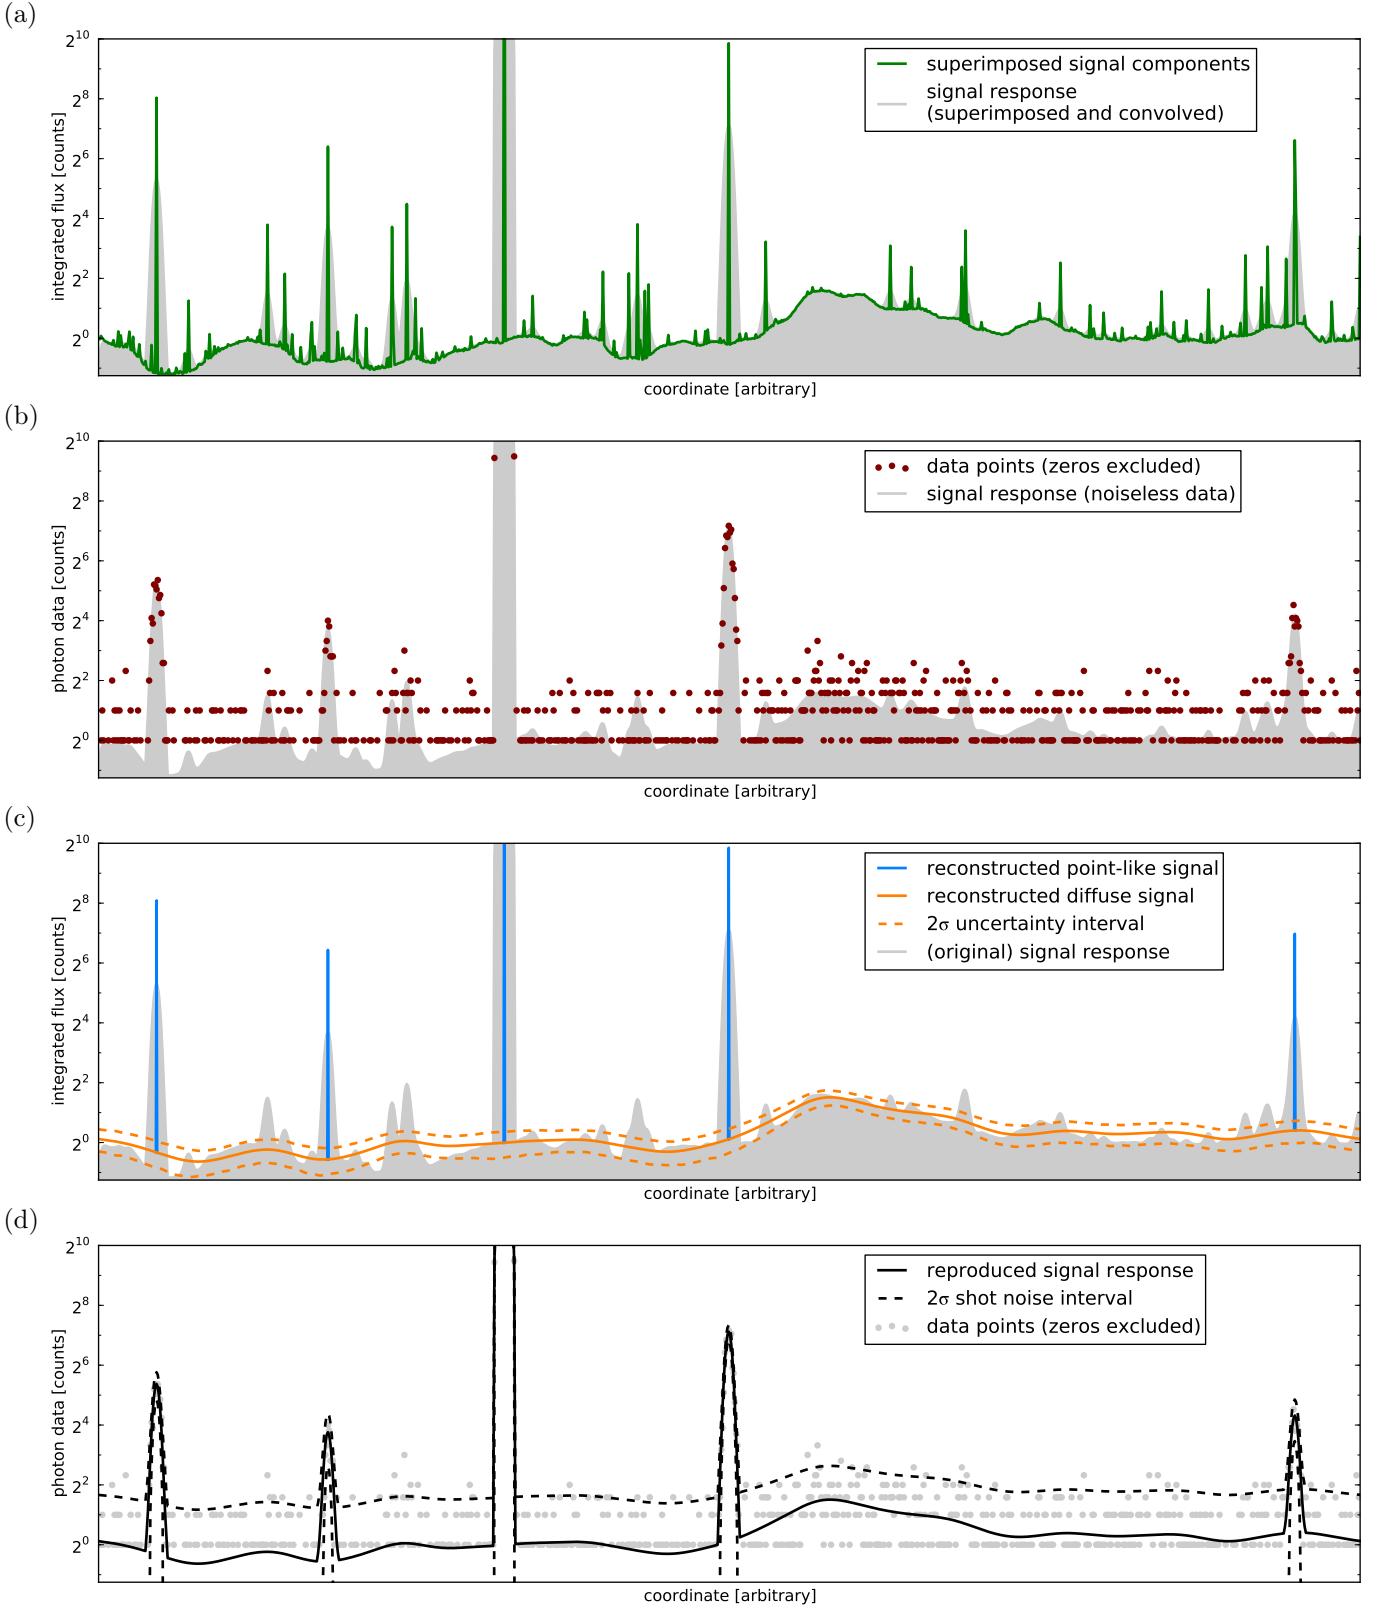 (a)
2^10
2^8
2^6
2^4
2^2
2^0
integrated flux [counts]
superimposed signal components
signal response
(superimposed and convolved)
coordinate [arbitrary]
(b)
2^10
2^8
2^6
2^4
2^2
2^0
photon data [counts]
data points (zeros excluded)
signal response (noiseless data)
coordinate [arbitrary]
(c)
2^10
2^8
2^6
2^4
2^2
2^0
integrated flux [counts]
reconstructed point-like signal
reconstructed diffuse signal
2σ uncertainty interval
(original) signal response
coordinate [arbitrary]
(d)
2^10
2^8
2^6
2^4
2^2
2^0
photon data [counts]
reproduced signal response
2σ shot noise interval
data points (zeros excluded)
coordinate [arbitrary]